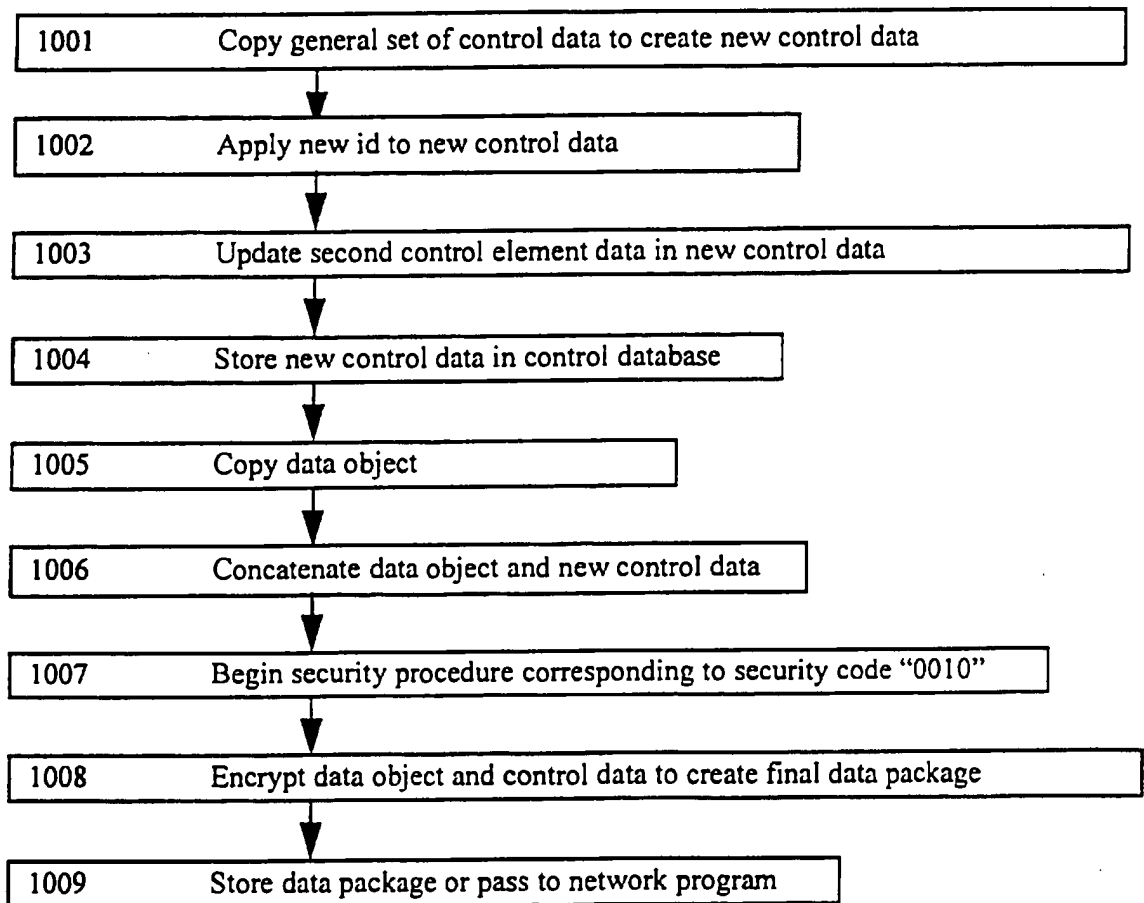 1001 Copy general set of control data to create new control data
1002 Apply new id to new control data
1003 Update second control element data in new control data
1004 Store new control data in control database
1005 Copy data object
1006 Concatenate data object and new control data
1007 Begin security procedure corresponding to security code “0010”
1008 Encrypt data object and control data to create final data package
1009 Store data package or pass to network program